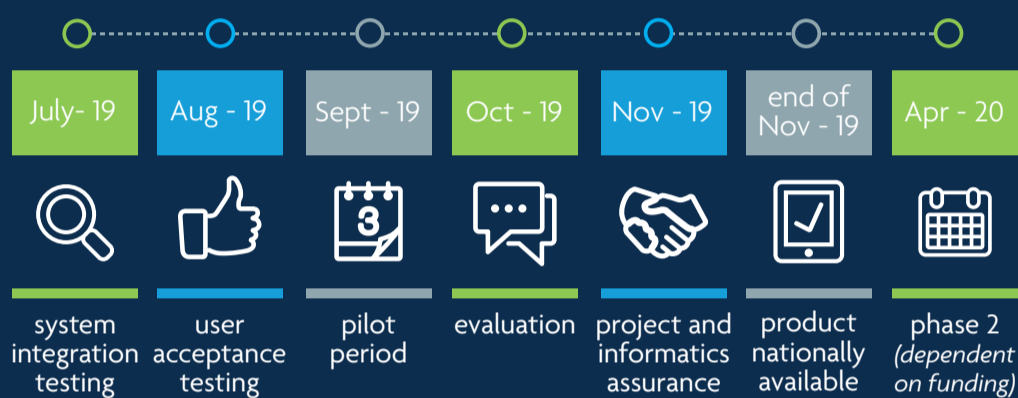 July- 19
Aug - 19
Sept - 19
Oct - 19
Nov - 19
end of
Nov - 19
Apr - 20
3
system
integration
testing
user
acceptance
testing
pilot
period
evaluation
project and
informatics
assurance
product
nationally
available
phase 2
(dependent
on funding)